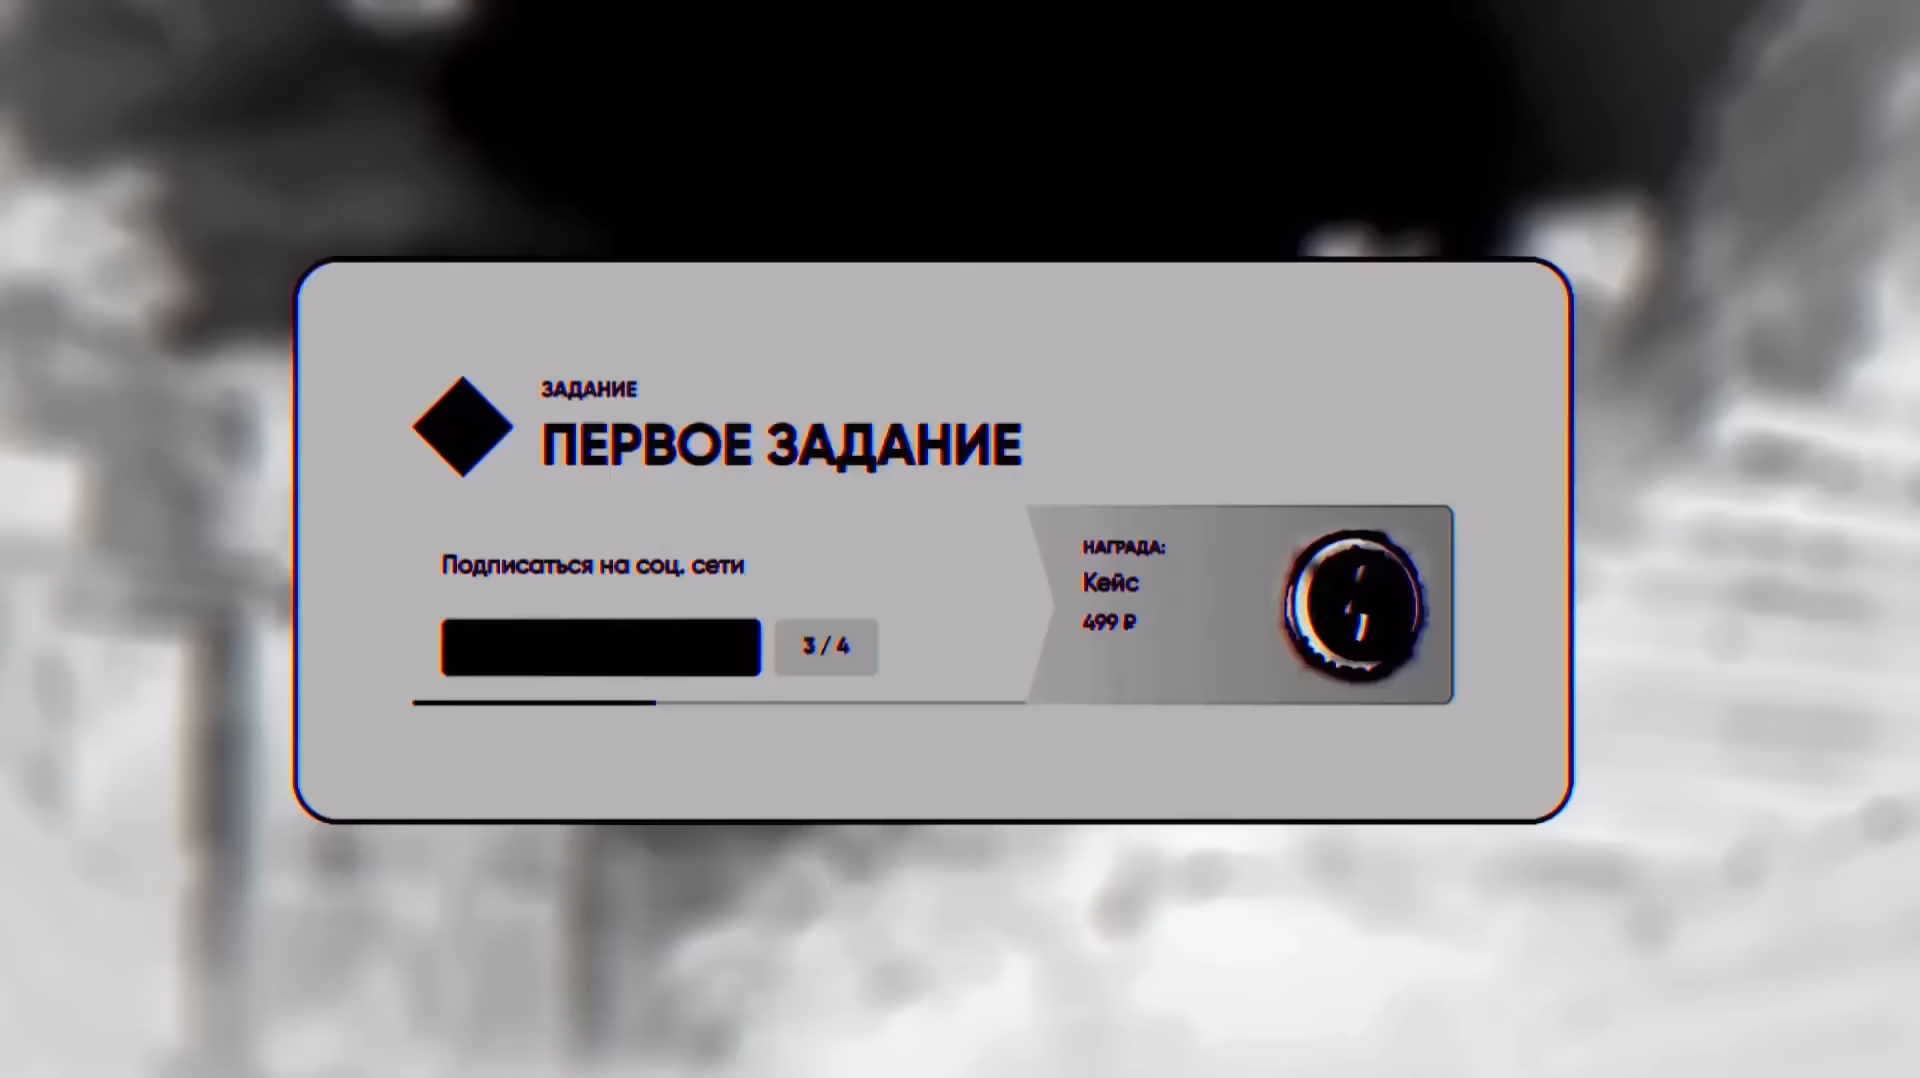 ЗАДАНИЕ
ПЕРВОЕ ЗАДАНИЕ
Подписаться на соц. сети
3 / 4
НАГРАДА:
Кейс
499 ₽